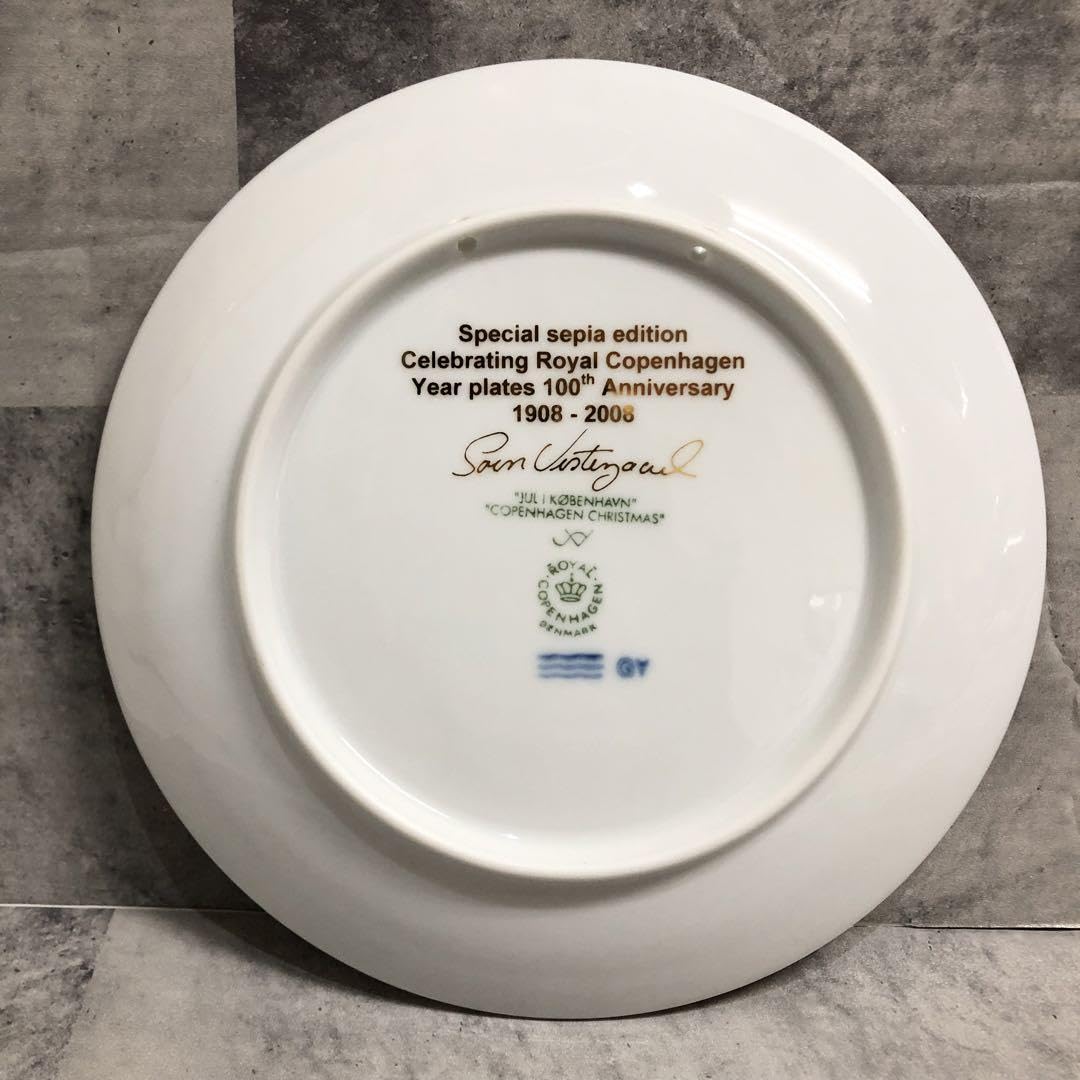 Special sepia edition
Celebrating Royal Copenhagen
Year plates 100th Anniversary
1908 - 2008
"JUL I KØBENHAVN"
"COPENHAGEN CHRISTMAS"
ROYAL
COPENHAGEN
DENMARK
GY